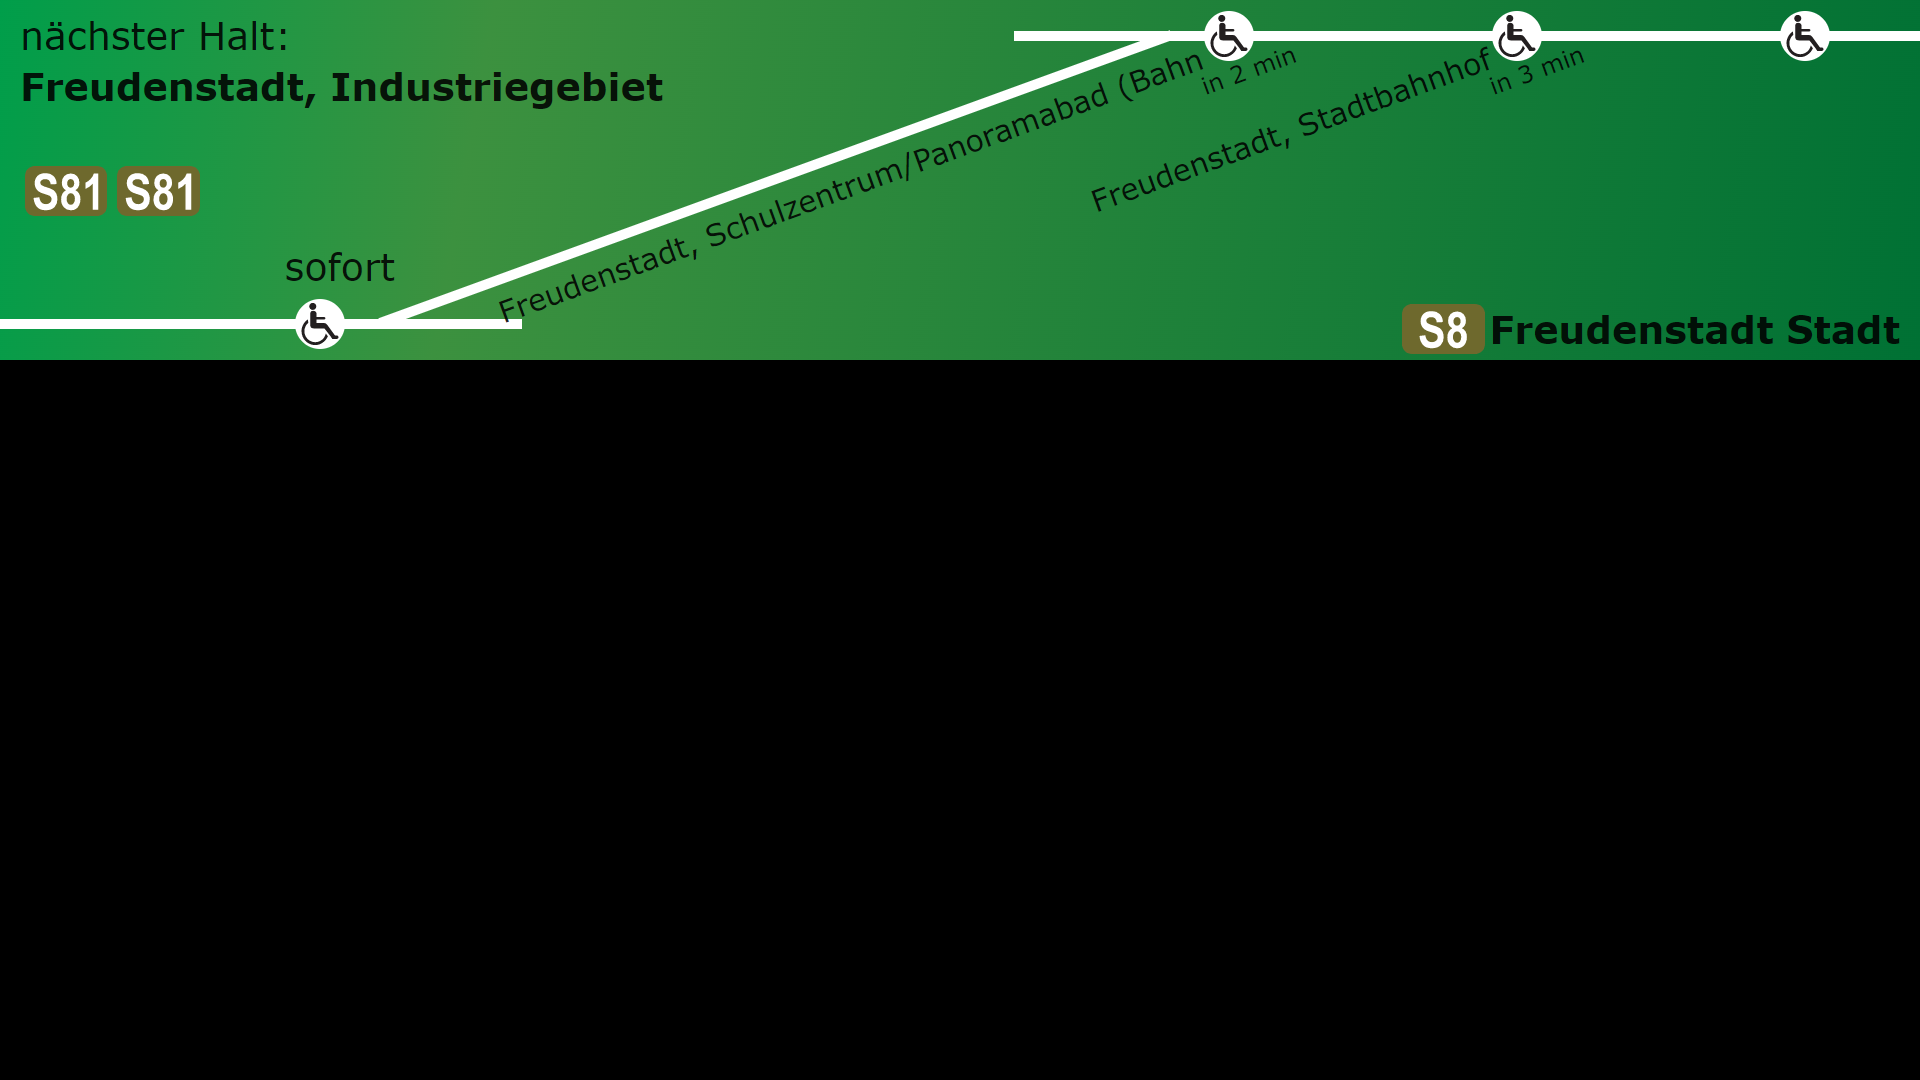 nächster Halt:
Freudenstadt, Industriegebiet
S81 S81
sofort
Freudenstadt, Schulzentrum/Panoramabad (Bahn
in 2 min
Freudenstadt, Stadtbahnhof
in 3 min
S8 Freudenstadt Stadt